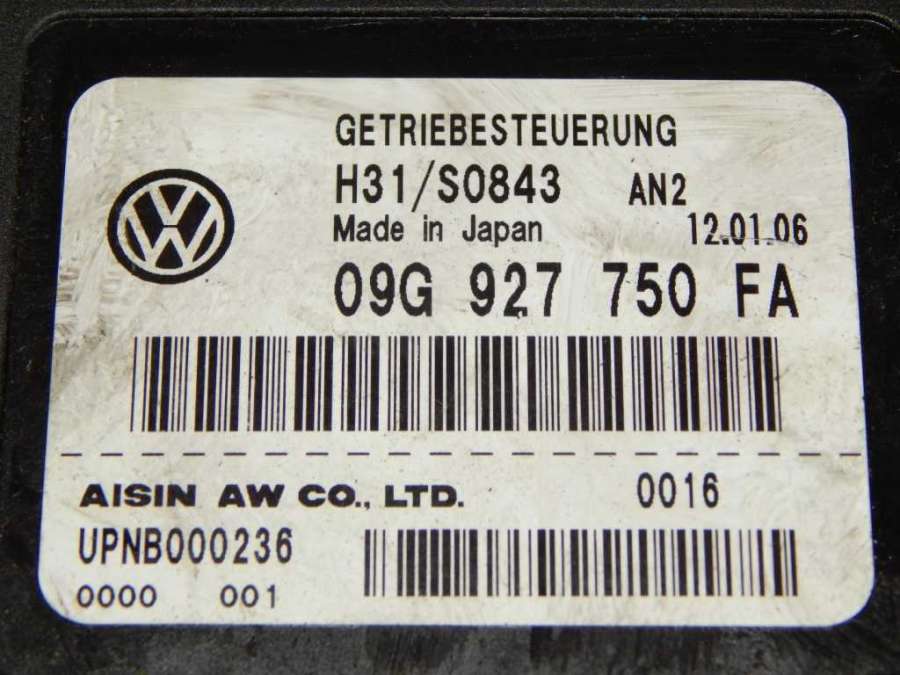 GETRIEBESTEUERUNG
H31/S0843 AN2
Made in Japan 12.01.06
09G 927 750 FA
AISIN AW CO., LTD. 0016
UPNB000236
0000 001